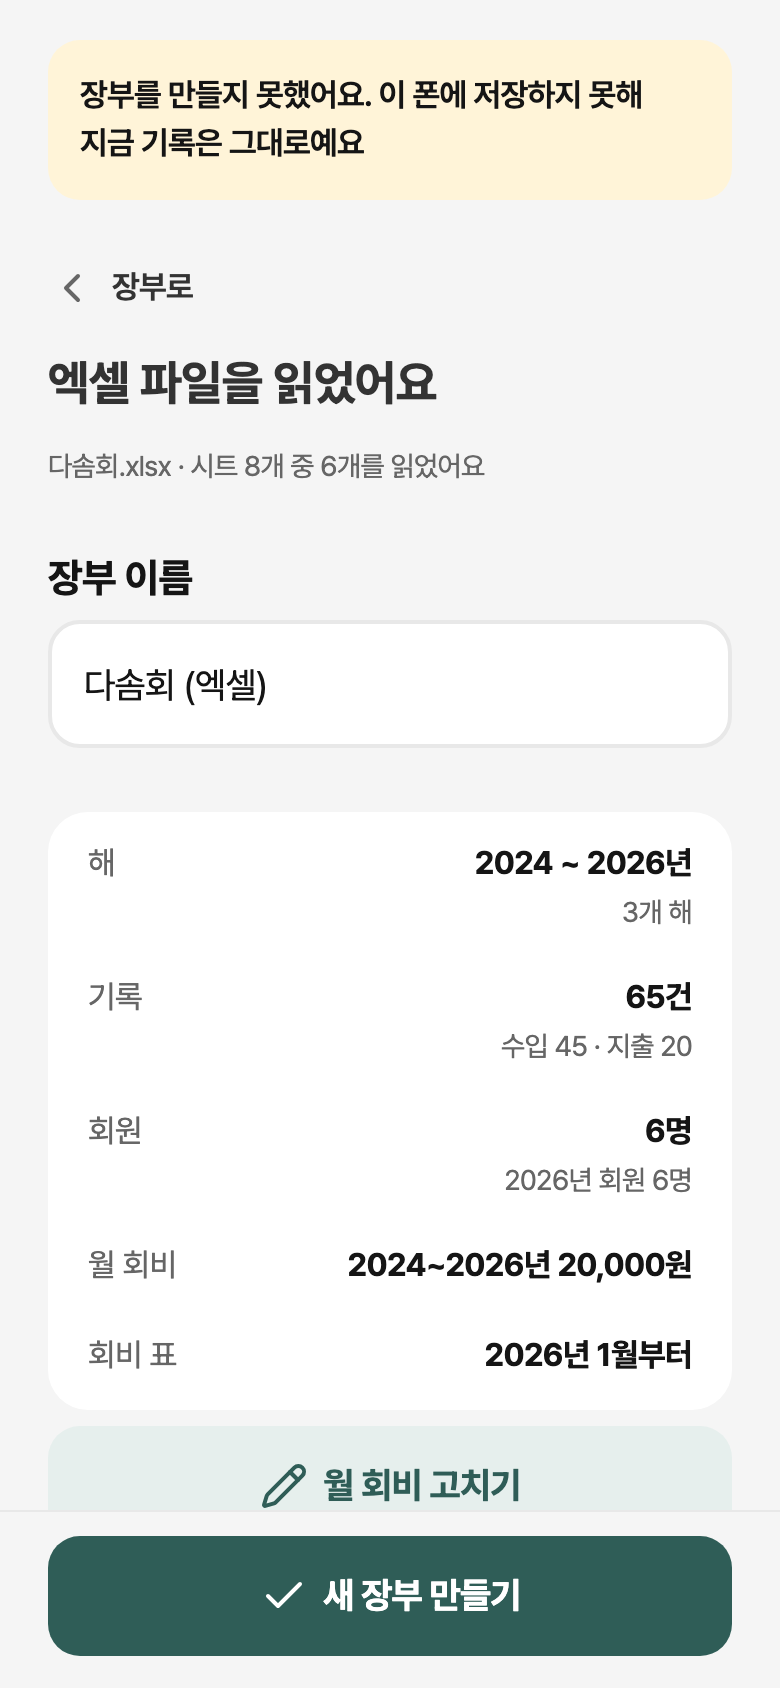 장부를 만들지 못했어요. 이 폰에 저장하지 못해
지금 기록은 그대로예요
장부로
엑셀 파일을 읽었어요
다솜회.xlsx · 시트 8개 중 6개를 읽었어요
장부 이름
다솜회 (엑셀)
해
2024 ~ 2026년
3개 해
기록
65건
수입 45 · 지출 20
회원
6명
2026년 회원 6명
월 회비
2024~2026년 20,000원
회비 표
2026년 1월부터
월 회비 고치기
새 장부 만들기